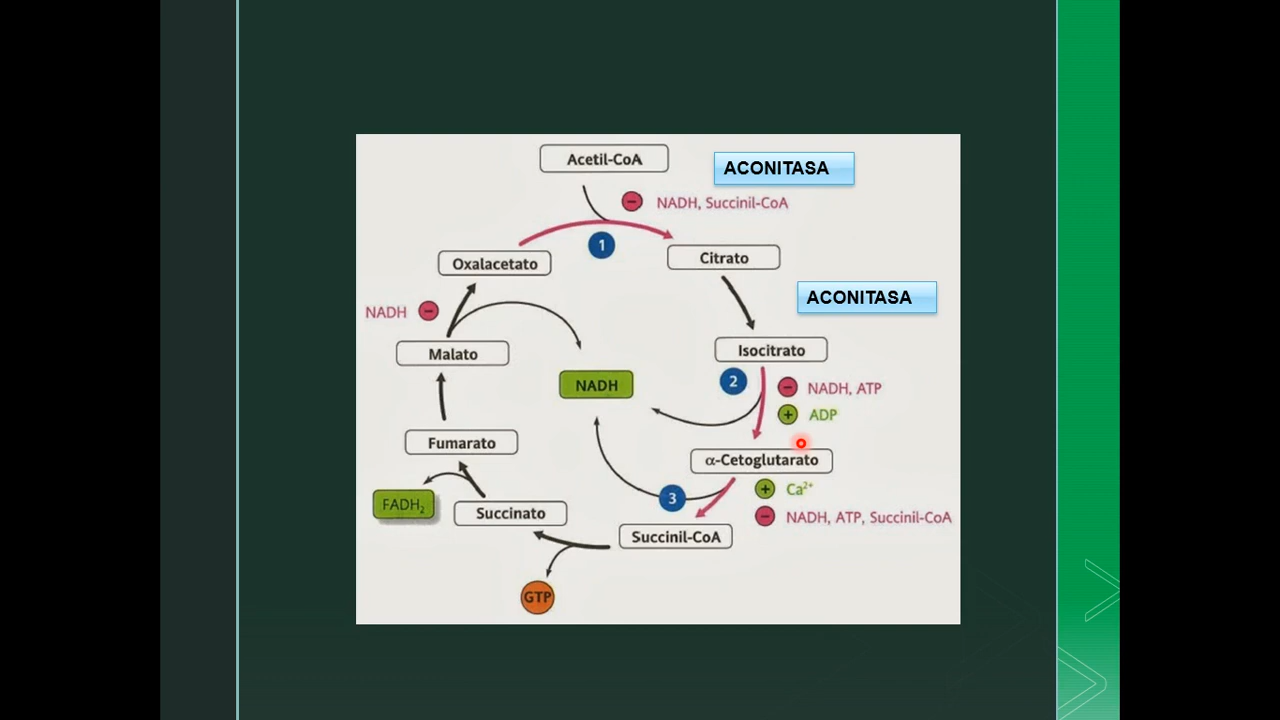 Acetil-CoA
ACONITASA
− NADH, Succinil-CoA
1
Oxalacetato
Citrato
NADH −
ACONITASA
Malato
Isocitrato
NADH
2
− NADH, ATP
+ ADP
Fumarato
α-Cetoglutarato
FADH₂
Succinato
3
+ Ca²⁺
− NADH, ATP, Succinil-CoA
Succinil-CoA
GTP